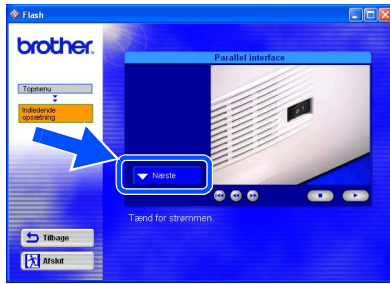 Flash
brother.
Parallel interface
Topmenu
Indledende
opsætning
Næste
Tænd for strømmen.
Tilbage
Afslut